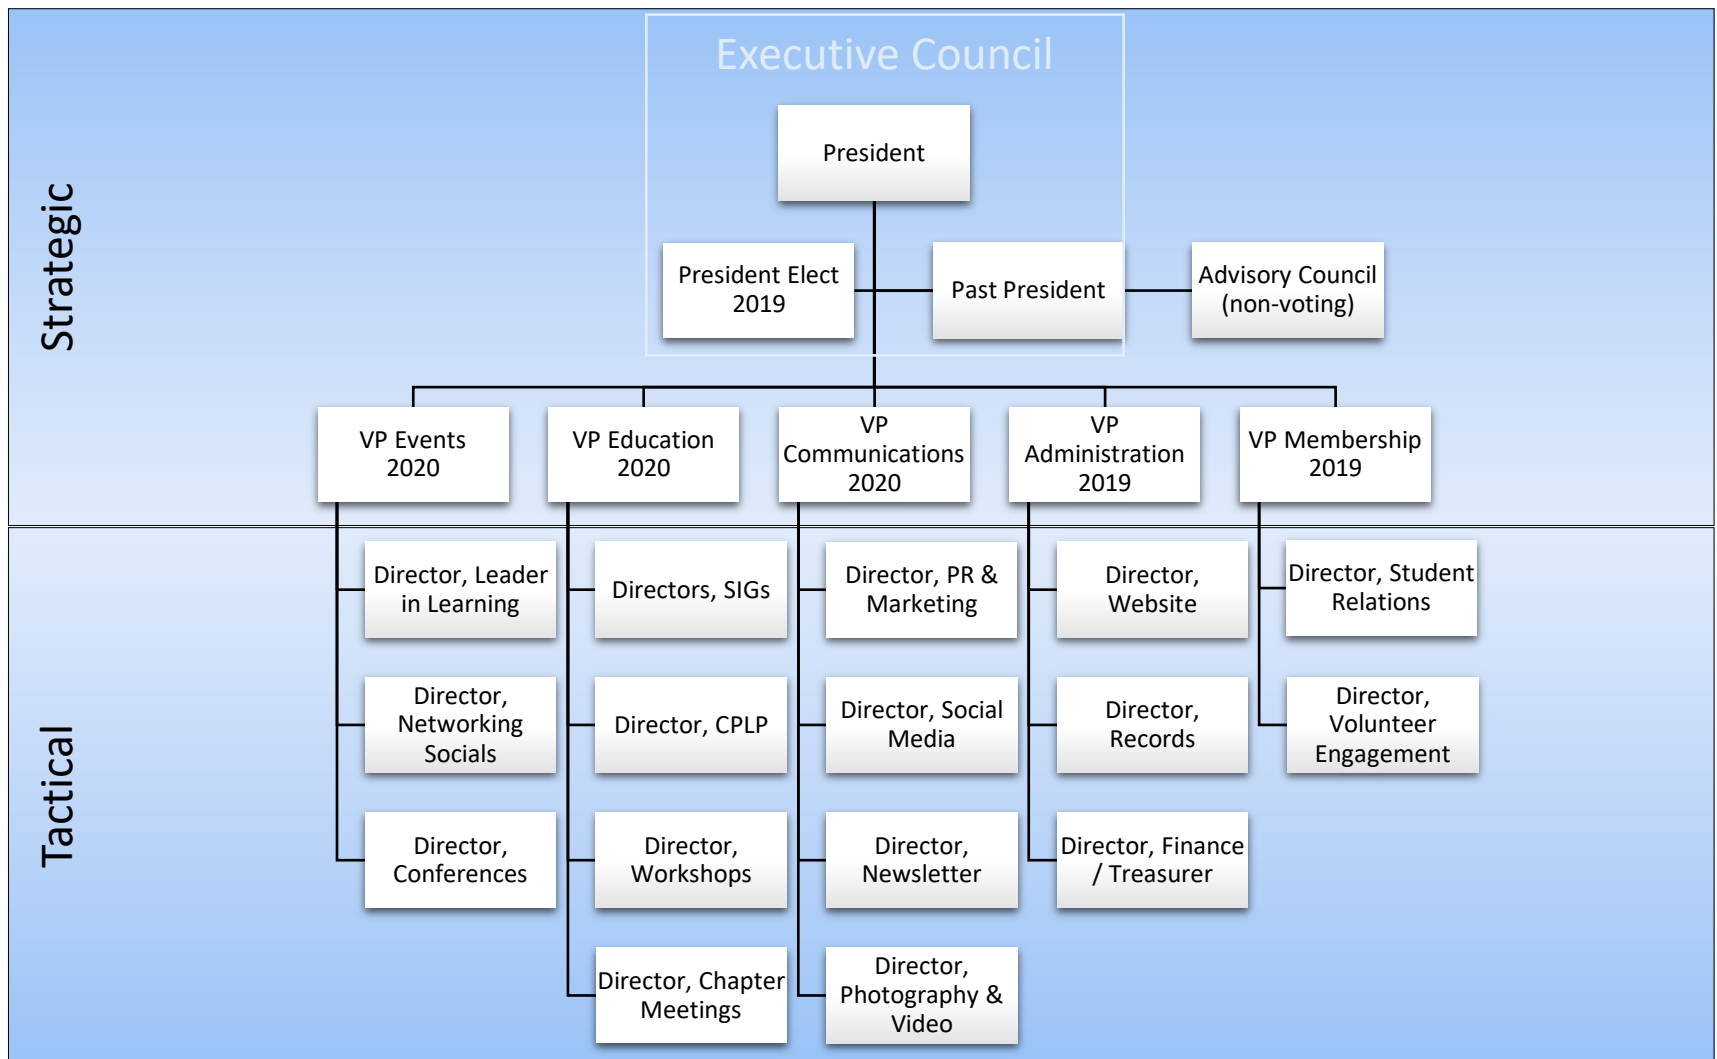 Executive Council
President
Strategic
President Elect
2019
Past President
Advisory Council
(non-voting)
VP Events
2020
VP Education
2020
VP
Communications
2020
VP
Administration
2019
VP Membership
2019
Tactical
Director, Leader
in Learning
Directors, SIGs
Director, PR &
Marketing
Director,
Website
Director, Student
Relations
Director,
Networking
Socials
Director, CPLP
Director, Social
Media
Director,
Records
Director,
Volunteer
Engagement
Director,
Conferences
Director,
Workshops
Director,
Newsletter
Director, Finance
/ Treasurer
Director, Chapter
Meetings
Director,
Photography &
Video